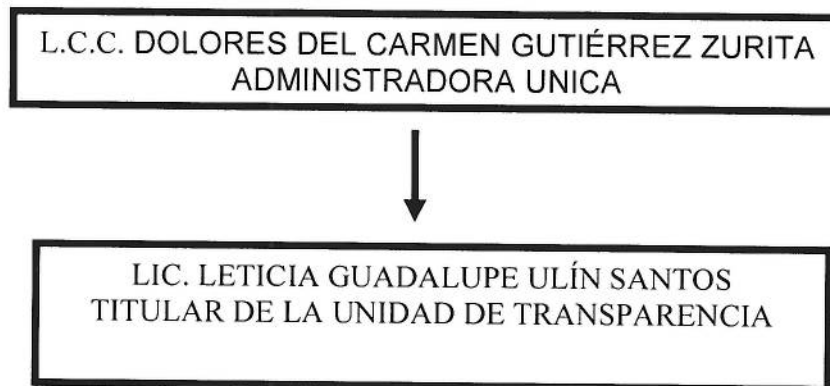 L.C.C. DOLORES DEL CARMEN GUTIÉRREZ ZURITA
ADMINISTRADORA UNICA
LIC. LETICIA GUADALUPE ULÍN SANTOS
TITULAR DE LA UNIDAD DE TRANSPARENCIA